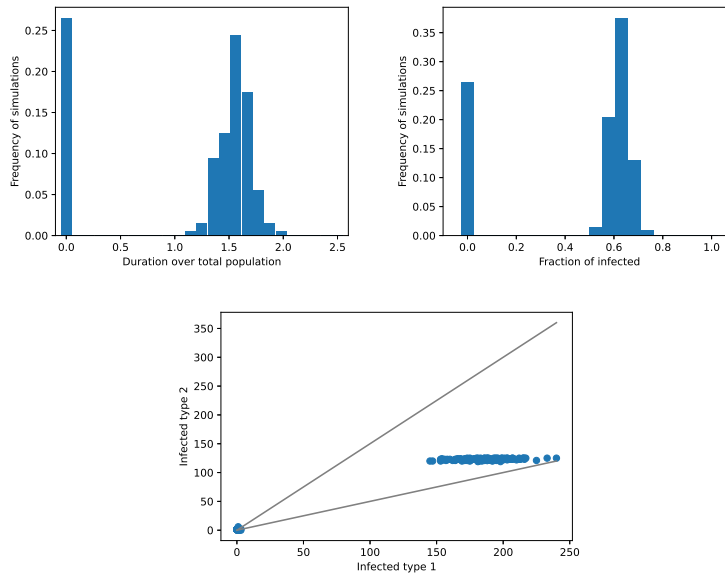 0.25
0.20
0.15
0.10
0.05
0.00
Frequency of simulations
0.0 0.5 1.0 1.5 2.0 2.5
Duration over total population
0.35
0.30
0.25
0.20
0.15
0.10
0.05
0.00
Frequency of simulations
0.0 0.2 0.4 0.6 0.8 1.0
Fraction of infected
350
300
250
200
150
100
50
0
Infected type 2
0 50 100 150 200 250
Infected type 1